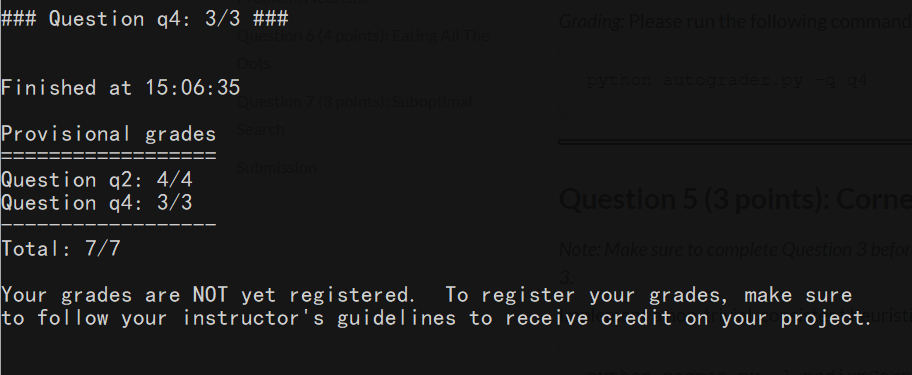 ### Question q4: 3/3 ###
Finished at 15:06:35
Provisional grades
==================
Question q2: 4/4
Question q4: 3/3
------------------
Total: 7/7
Your grades are NOT yet registered.  To register your grades, make sure
to follow your instructor's guidelines to receive credit on your project.
Question 6 (4 points): Eating All The
Dots
Question 7 (3 points): Suboptimal
Search
Submission
Grading: Please run the following command
python autograder.py -q q4
Question 5 (3 points): Corne
Note: Make sure to complete Question 3 befor
3.